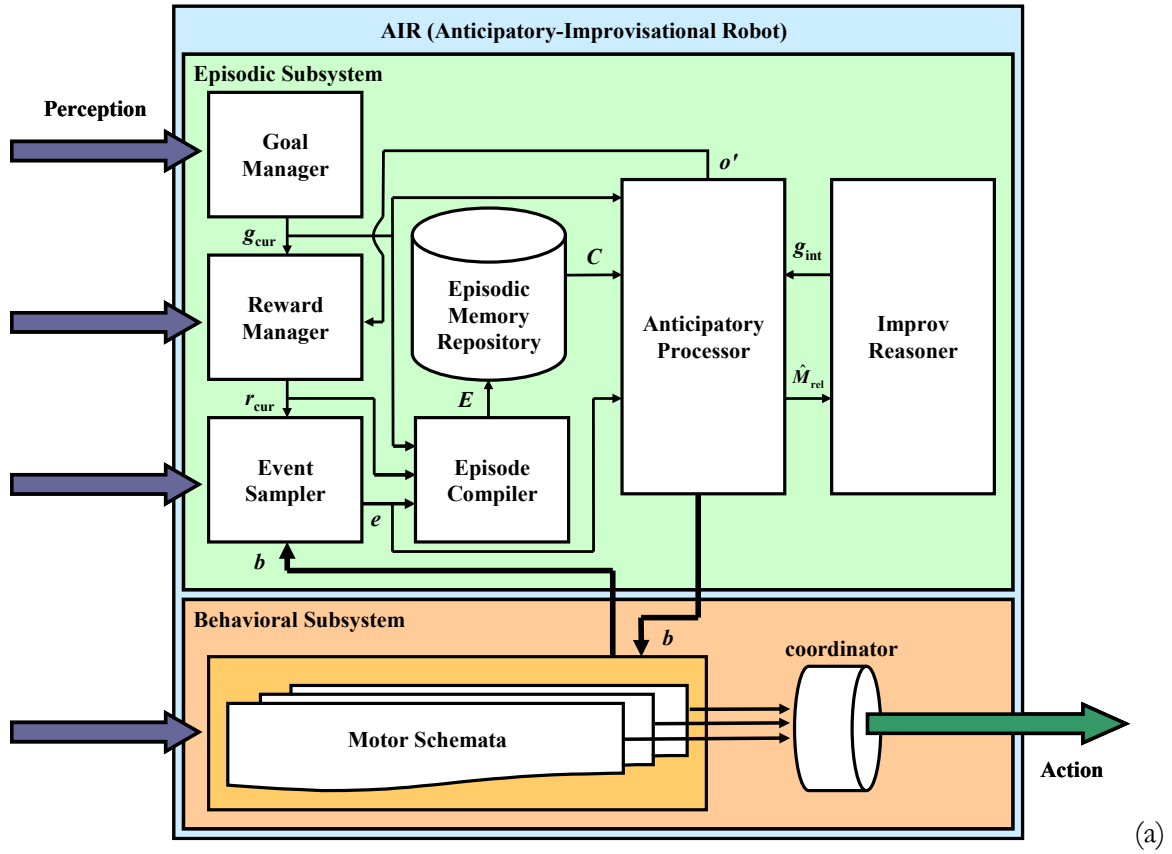 AIR (Anticipatory-Improvisational Robot)
Episodic Subsystem
Perception
Goal
Manager
o'
g_cur
Reward
Manager
Episodic
Memory
Repository
C
Anticipatory
Processor
g_int
Improv
Reasoner
M̂_rel
r_cur
E
Event
Sampler
e
Episode
Compiler
b
Behavioral Subsystem
b
coordinator
Motor Schemata
Action
(a)